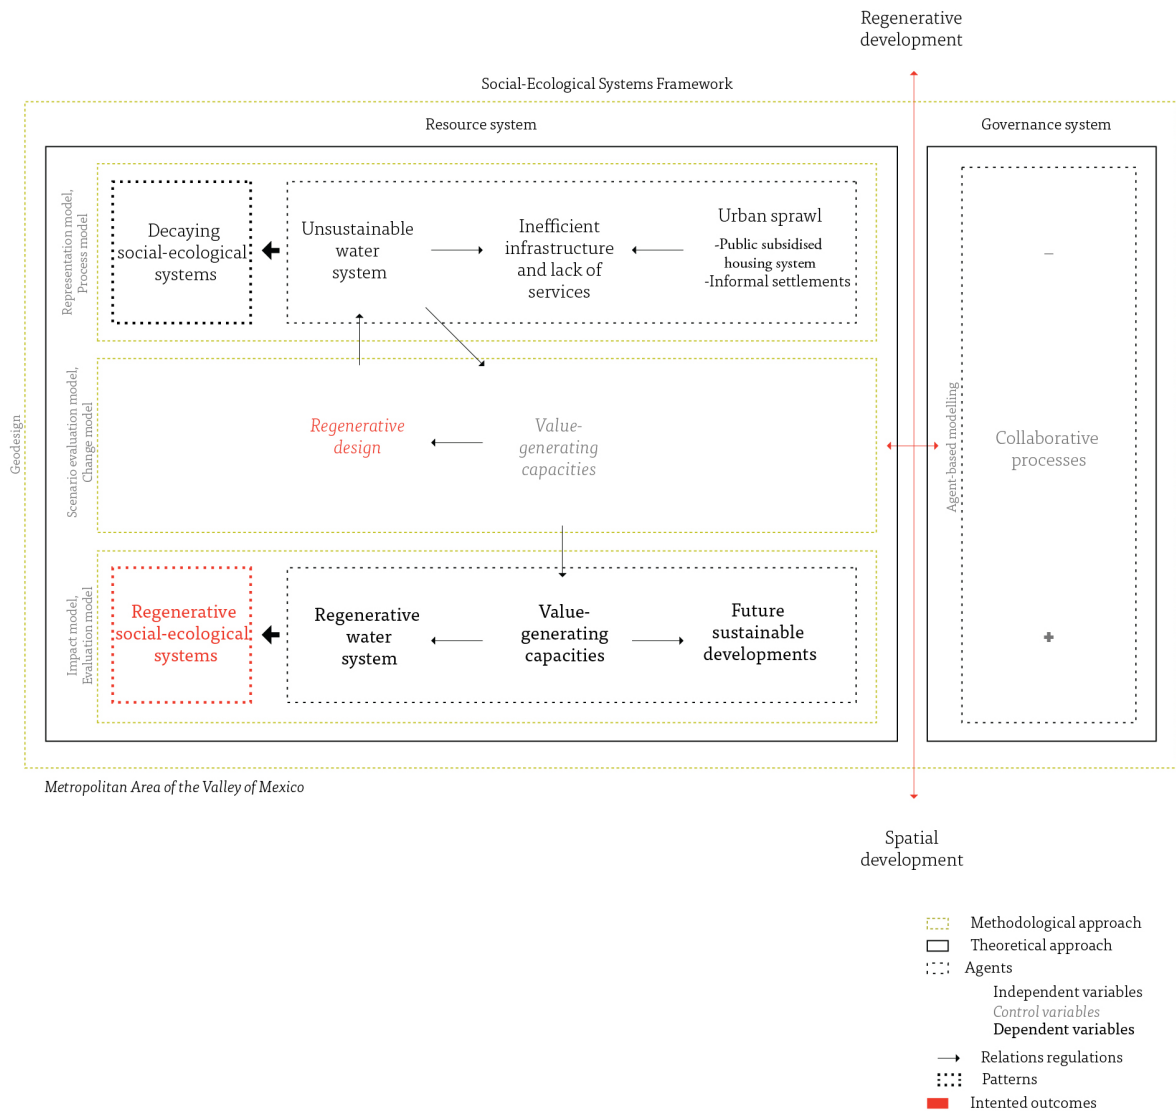 Regenerative
development
Social-Ecological Systems Framework
Resource system
Governance system
Geodesign
Representation model,
Process model
Decaying
social-ecological
systems
Unsustainable
water
system
Inefficient
infrastructure
and lack of
services
Urban sprawl
-Public subsidised
housing system
-Informal settlements
–
Scenario evaluation model,
Change model
Regenerative
design
Value-
generating
capacities
Agent-based modelling
Collaborative
processes
Impact model,
Evaluation model
Regenerative
social-ecological
systems
Regenerative
water
system
Value-
generating
capacities
Future
sustainable
developments
+
Metropolitan Area of the Valley of Mexico
Spatial
development
Methodological approach
Theoretical approach
Agents
Independent variables
Control variables
Dependent variables
Relations regulations
Patterns
Intented outcomes